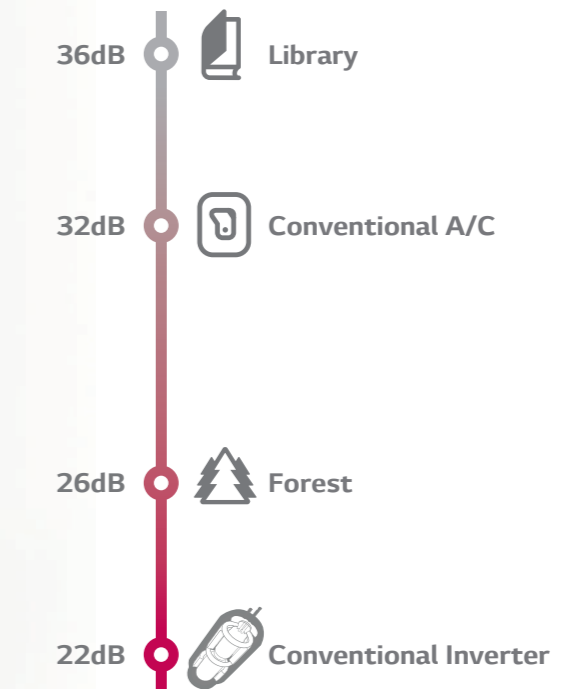 36dB Library
32dB Conventional A/C
26dB Forest
22dB Conventional Inverter